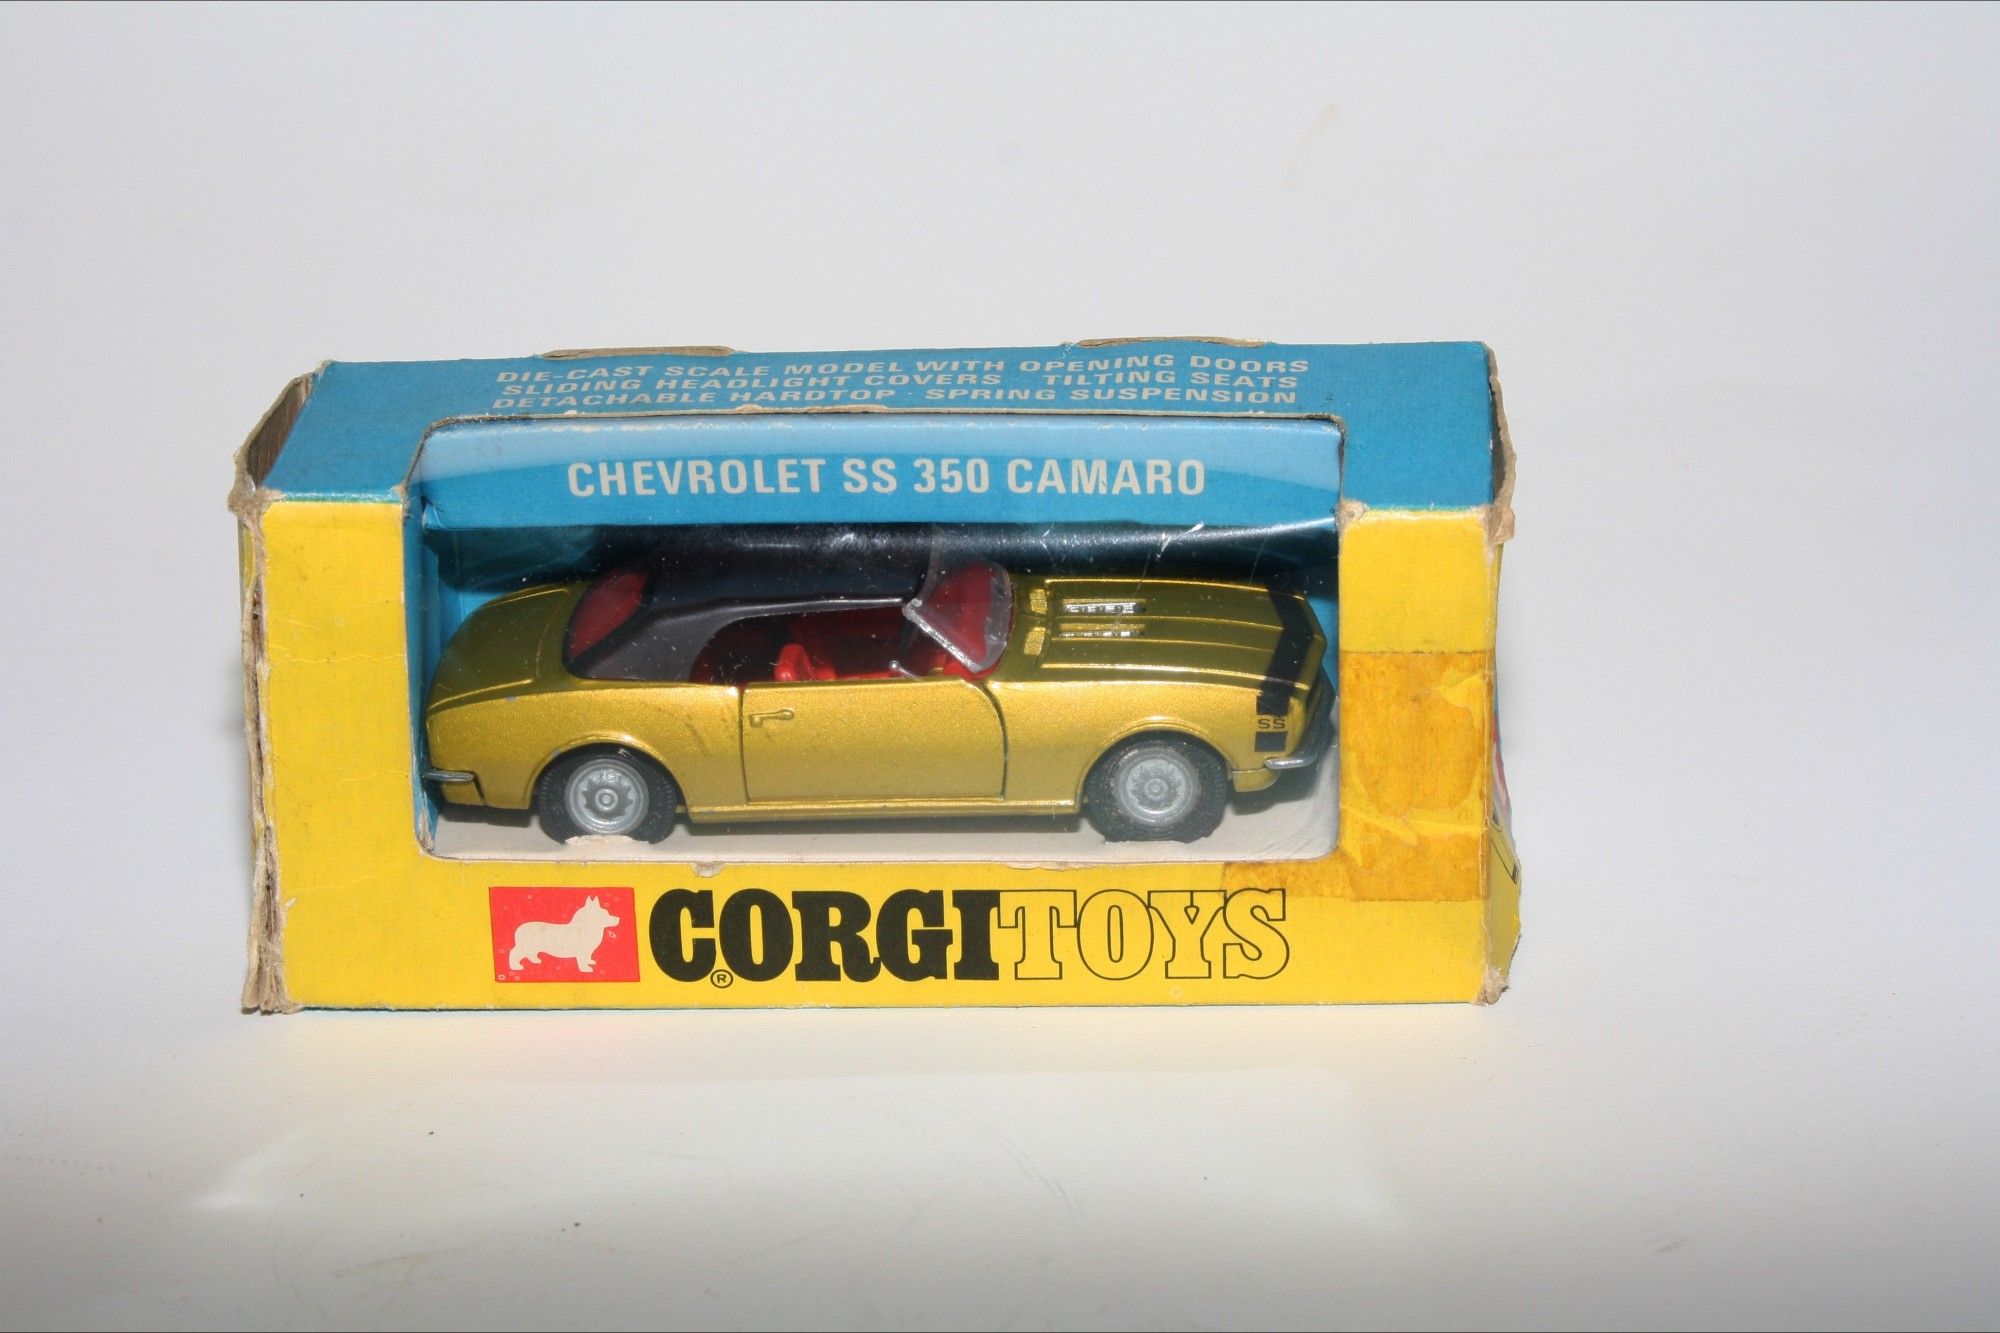 DIE-CAST SCALE MODEL WITH OPENING DOORS
SLIDING HEADLIGHT COVERS · TILTING SEATS
DETACHABLE HARDTOP · SPRING SUSPENSION
CHEVROLET SS 350 CAMARO
SS
CORGI TOYS
®